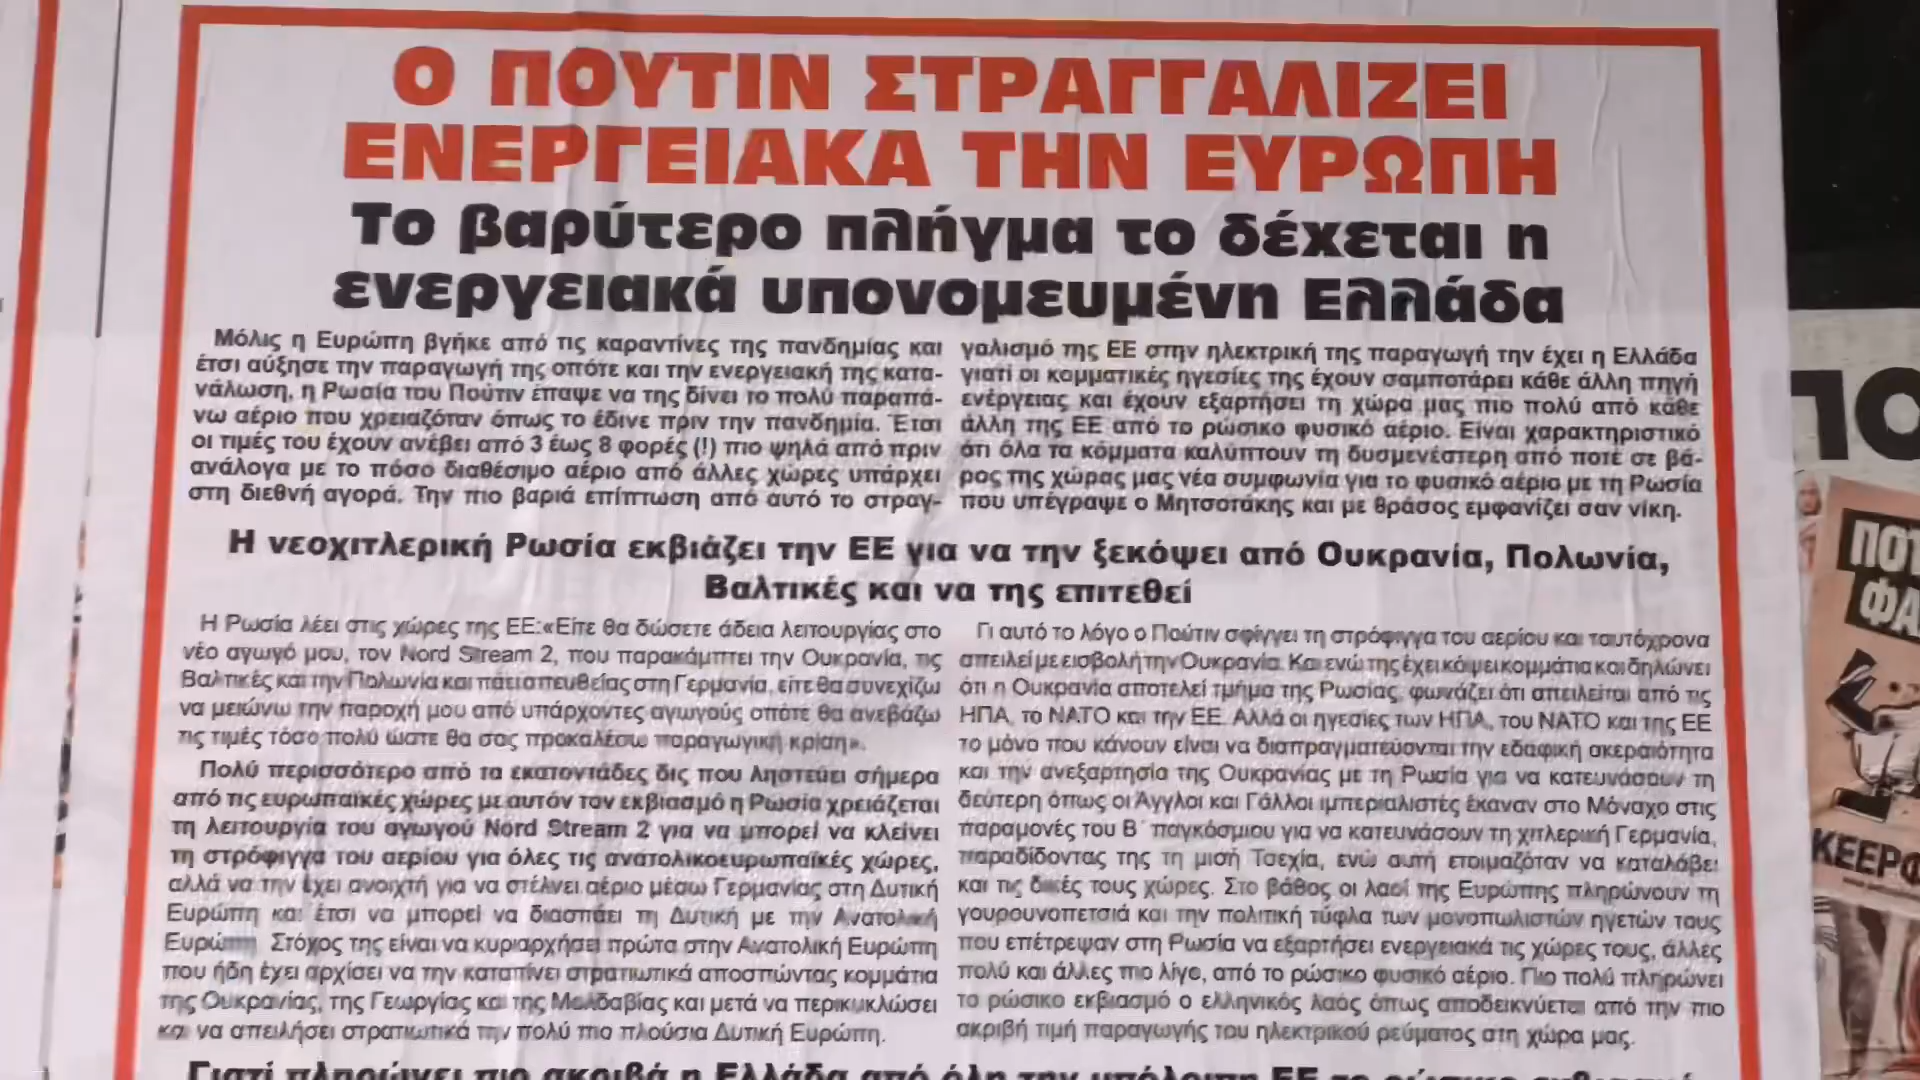 Ο ΠΟΥΤΙΝ ΣΤΡΑΓΓΑΛΙΖΕΙ
ΕΝΕΡΓΕΙΑΚΑ ΤΗΝ ΕΥΡΩΠΗ
Το βαρύτερο πλήγμα το δέχεται η
ενεργειακά υπονομευμένη Ελλάδα
Μόλις η Ευρώπη βγήκε από τις καραντίνες της πανδημίας και
έτσι αύξησε την παραγωγή της οπότε και την ενεργειακή της κατα-
νάλωση, η Ρωσία του Πούτιν έπαψε να της δίνει το πολύ παραπά-
νω αέριο που χρειαζόταν όπως το έδινε πριν την πανδημία. Έτσι
οι τιμές του έχουν ανέβει από 3 έως 8 φορές (!) πιο ψηλά από πριν
ανάλογα με το πόσο διαθέσιμο αέριο από άλλες χώρες υπάρχει
στη διεθνή αγορά. Την πιο βαριά επίπτωση από αυτό το στραγ-
γαλισμό της ΕΕ στην ηλεκτρική της παραγωγή την έχει η Ελλάδα
γιατί οι κομματικές ηγεσίες της έχουν σαμποτάρει κάθε άλλη πηγή
ενέργειας και έχουν εξαρτήσει τη χώρα μας πιο πολύ από κάθε
άλλη της ΕΕ από το ρώσικο φυσικό αέριο. Είναι χαρακτηριστικό
ότι όλα τα κόμματα καλύπτουν τη δυσμενέστερη από ποτέ σε βά-
ρος της χώρας μας νέα συμφωνία για το φυσικό αέριο με τη Ρωσία
που υπέγραψε ο Μητσοτάκης και με θράσος εμφανίζει σαν νίκη.
Η νεοχιτλερική Ρωσία εκβιάζει την ΕΕ για να την ξεκόψει από Ουκρανία, Πολωνία,
Βαλτικές και να της επιτεθεί
Η Ρωσία λέει στις χώρες της ΕΕ:«Είτε θα δώσετε άδεια λειτουργίας στο
νέο αγωγό μου, τον Nord Stream 2, που παρακάμπτει την Ουκρανία, τις
Βαλτικές και την Πολωνία και πάει απευθείας στη Γερμανία, είτε θα συνεχίζω
να μειώνω την παροχή μου από υπάρχοντες αγωγούς οπότε θα ανεβάζω
τις τιμές τόσο πολύ ώστε θα σας προκαλέσω παραγωγική κρίση».
Πολύ περισσότερο από τα εκατοντάδες δις που ληστεύει σήμερα
από τις ευρωπαϊκές χώρες με αυτόν τον εκβιασμό η Ρωσία χρειάζεται
τη λειτουργία του αγωγού Nord Stream 2 για να μπορεί να κλείνει
τη στρόφιγγα του αερίου για όλες τις ανατολικοευρωπαϊκές χώρες,
αλλά να την έχει ανοιχτή για να στέλνει αέριο μέσω Γερμανίας στη Δυτική
Ευρώπη και έτσι να μπορεί να διασπάει τη Δυτική με την Ανατολική
Ευρώπη. Στόχος της είναι να κυριαρχήσει πρώτα στην Ανατολική Ευρώπη
που ήδη έχει αρχίσει να την καταπίνει στρατιωτικά αποσπώντας κομμάτια
της Ουκρανίας, της Γεωργίας και της Μολδαβίας και μετά να περικυκλώσει
και να απειλήσει στρατιωτικά την πολύ πιο πλούσια Δυτική Ευρώπη.
Γι αυτό το λόγο ο Πούτιν σφίγγει τη στρόφιγγα του αερίου και ταυτόχρονα
απειλεί με εισβολή την Ουκρανία. Και ενώ της έχει κόψει κομμάτια και δηλώνει
ότι η Ουκρανία αποτελεί τμήμα της Ρωσίας, φωνάζει ότι απειλείται από τις
ΗΠΑ, το ΝΑΤΟ και την ΕΕ. Αλλά οι ηγεσίες των ΗΠΑ, του ΝΑΤΟ και της ΕΕ
το μόνο που κάνουν είναι να διαπραγματεύονται την εδαφική ακεραιότητα
και την ανεξαρτησία της Ουκρανίας με τη Ρωσία για να κατευνάσουν τη
δεύτερη όπως οι Άγγλοι και Γάλλοι ιμπεριαλιστές έκαναν στο Μόναχο στις
παραμονές του Β΄ παγκόσμιου για να κατευνάσουν τη χιτλερική Γερμανία,
παραδίδοντας της τη μισή Τσεχία, ενώ αυτή ετοιμαζόταν να καταλάβει
και τις δικές τους χώρες. Στο βάθος οι λαοί της Ευρώπης πληρώνουν τη
γουρουνοπετσιά και την πολιτική τύφλα των μονοπωλιστών ηγετών τους
που επέτρεψαν στη Ρωσία να εξαρτήσει ενεργειακά τις χώρες τους, άλλες
πολύ και άλλες πιο λίγο, από το ρώσικο φυσικό αέριο. Πιο πολύ πληρώνει
το ρώσικο εκβιασμό ο ελληνικός λαός όπως αποδεικνύεται από την πιο
ακριβή τιμή παραγωγής του ηλεκτρικού ρεύματος στη χώρα μας.
Γιατί πληρώνει πιο ακριβά η Ελλάδα από όλη την υπόλοιπη ΕΕ το ρώσικο εκβιασμό
ΠΟ
ΠΟΥ
ΦΑ
ΚΕΕΡΦ